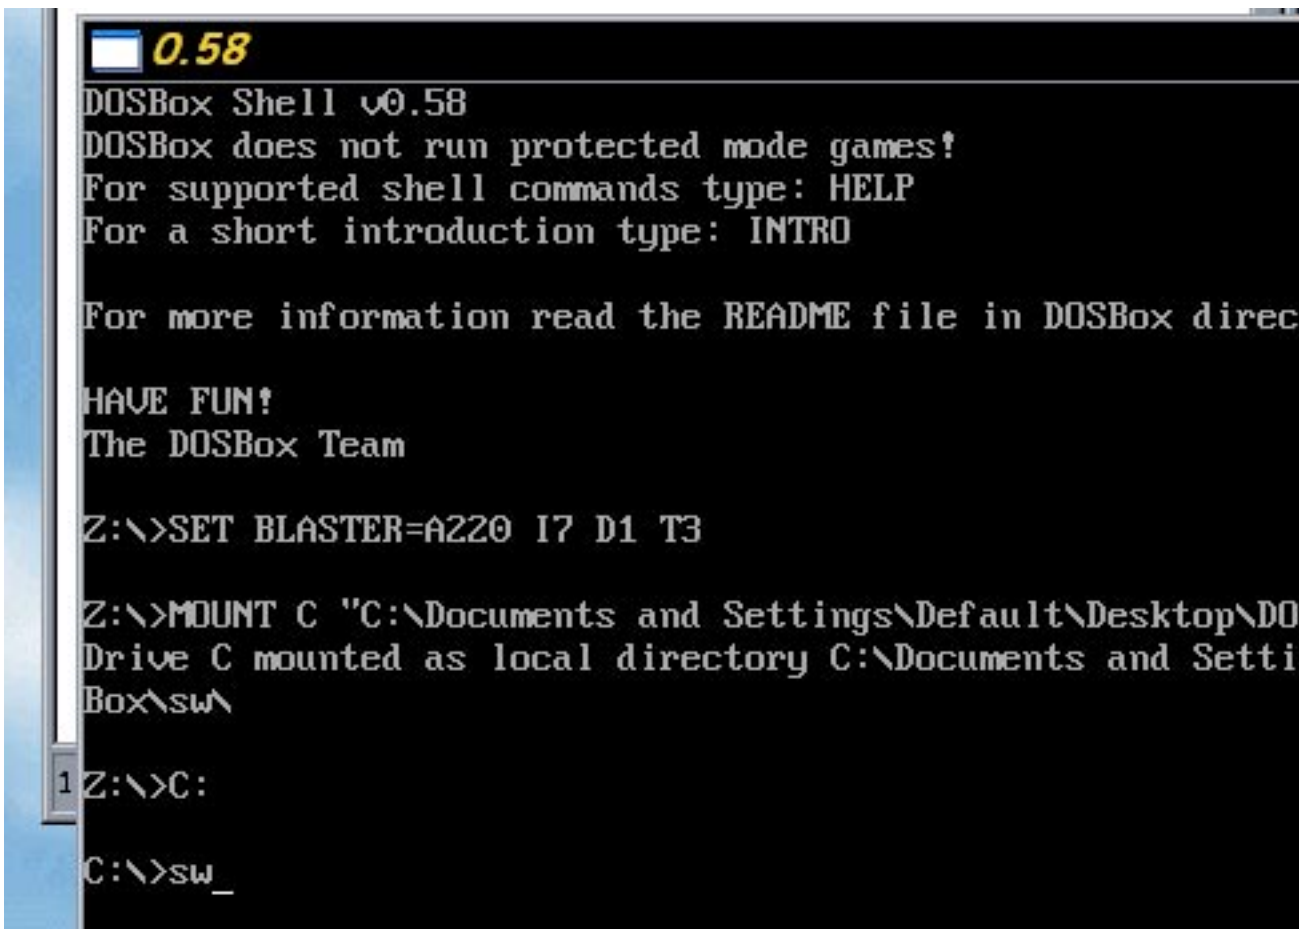 0.58
DOSBox Shell v0.58
DOSBox does not run protected mode games!
For supported shell commands type: HELP
For a short introduction type: INTRO
For more information read the README file in DOSBox direc
HAVE FUN!
The DOSBox Team
Z:\>SET BLASTER=A220 I7 D1 T3
Z:\>MOUNT C "C:\Documents and Settings\Default\Desktop\DO
Drive C mounted as local directory C:\Documents and Setti
Box\sw\
1
Z:\>C:
C:\>sw_